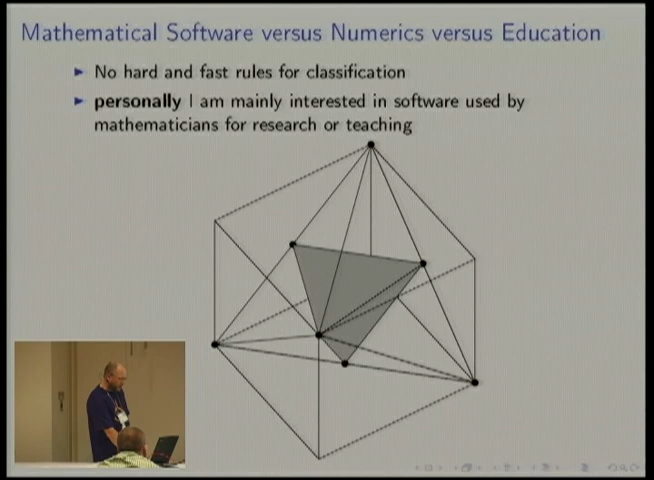 Mathematical Software versus Numerics versus Education
No hard and fast rules for classification
personally I am mainly interested in software used by
mathematicians for research or teaching